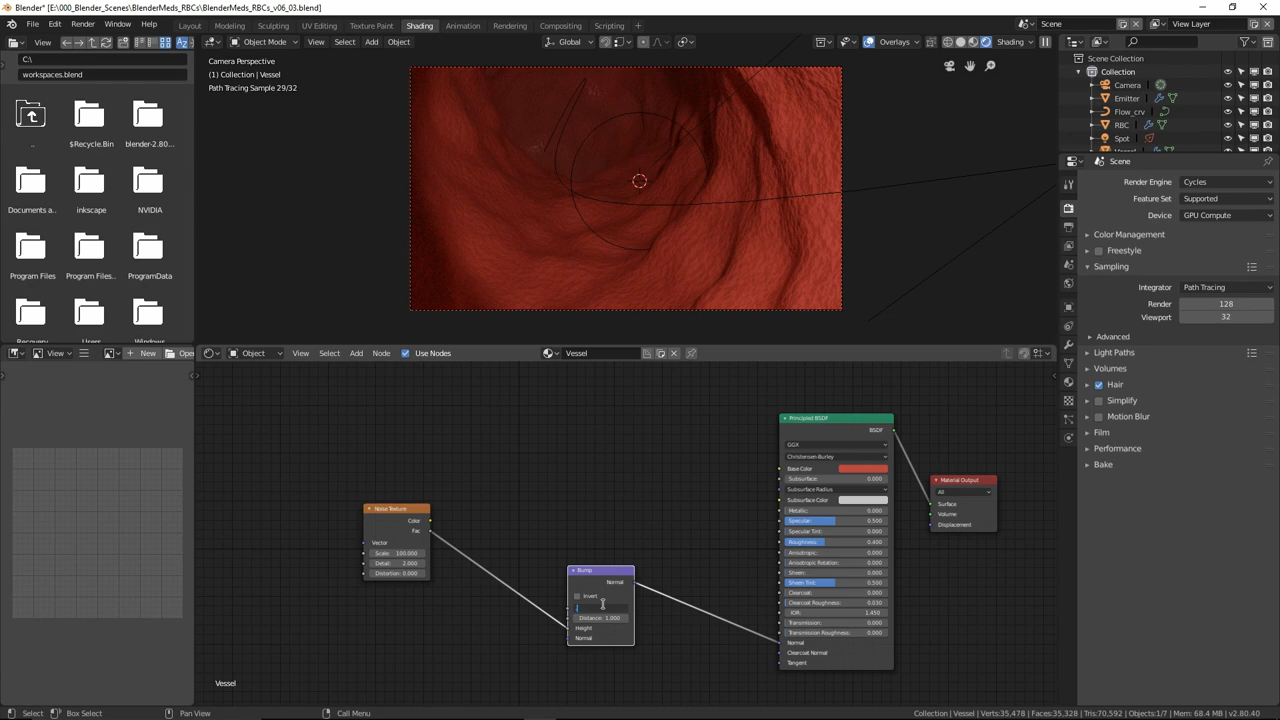 Blender* [E:\000_Blender_Scenes\BlenderMeds_RBCs\BlenderMeds_RBCs_v06_03.blend]
File Edit Render Window Help Layout Modeling Sculpting UV Editing Texture Paint Shading Animation Rendering Compositing Scripting Scene View Layer
View Object Mode View Select Add Object Global Overlays Shading
C:\
workspaces.blend
Camera Perspective
(1) Collection | Vessel
Path Tracing Sample 29/32
..
$Recycle.Bin
blender-2.80...
Documents a..
inkscape
NVIDIA
PerfLogs
Program Files
Program Files..
ProgramData
Recovery
Users
Windows
Scene Collection
Collection
Camera
Emitter
Flow_crv
RBC
Spot
Vessel
Scene
Render Engine Cycles
Feature Set Supported
Device GPU Compute
Color Management
Freestyle
Sampling
Integrator Path Tracing
Render 128
Viewport 32
Advanced
Light Paths
Volumes
Hair
Simplify
Motion Blur
Film
Performance
Bake
View New Open
Object View Select Add Node Use Nodes Vessel
Noise Texture
Color
Fac
Vector
Scale: 100.000
Detail: 2.000
Distortion: 0.000
Bump
Normal
Invert
Distance: 1.000
Height
Normal
Principled BSDF
BSDF
GGX
Christensen-Burley
Base Color
Subsurface: 0.000
Subsurface Radius
Subsurface Color
Metallic: 0.000
Specular: 0.500
Specular Tint: 0.000
Roughness: 0.400
Anisotropic: 0.000
Anisotropic Rotation: 0.000
Sheen: 0.000
Sheen Tint: 0.500
Clearcoat: 0.000
Clearcoat Roughness: 0.030
IOR: 1.450
Transmission: 0.000
Transmission Roughness: 0.000
Normal
Clearcoat Normal
Tangent
Material Output
All
Surface
Volume
Displacement
Vessel
Select Box Select Pan View Call Menu Collection | Vessel | Verts:35,478 | Faces:35,328 | Tris:70,592 | Objects:1/7 | Mem: 68.4 MB | v2.80.40